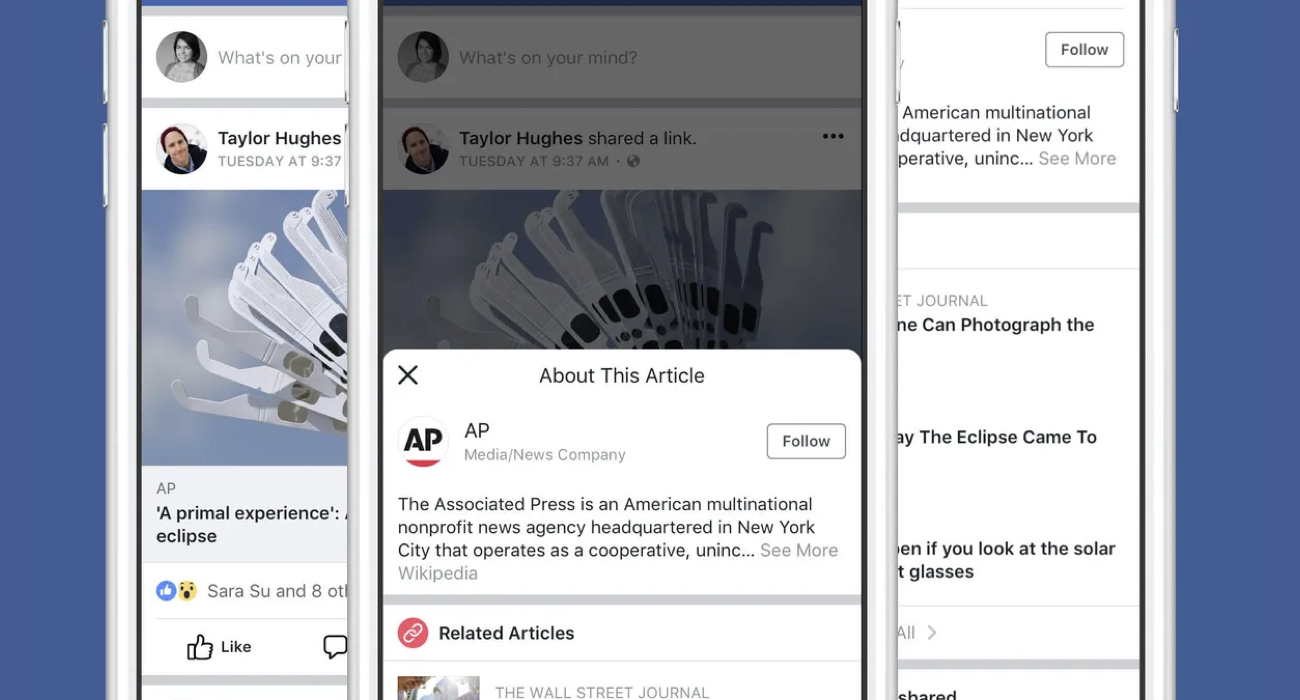 What's on your
Taylor Hughes
TUESDAY AT 9:37
AP
'A primal experience':
eclipse
Sara Su and 8
Like
What's on your mind?
Taylor Hughes shared a link.
TUESDAY AT 9:37 AM ·
About This Article
AP
AP
Media/News Company
Follow
The Associated Press is an American multinational
nonprofit news agency headquartered in New York
City that operates as a cooperative, uninc... See More
Wikipedia
Related Articles
THE WALL STREET JOURNAL
Follow
American multinational
dquartered in New York
perative, uninc... See More
ET JOURNAL
ne Can Photograph the
ay The Eclipse Came To
en if you look at the solar
t glasses
All
shared